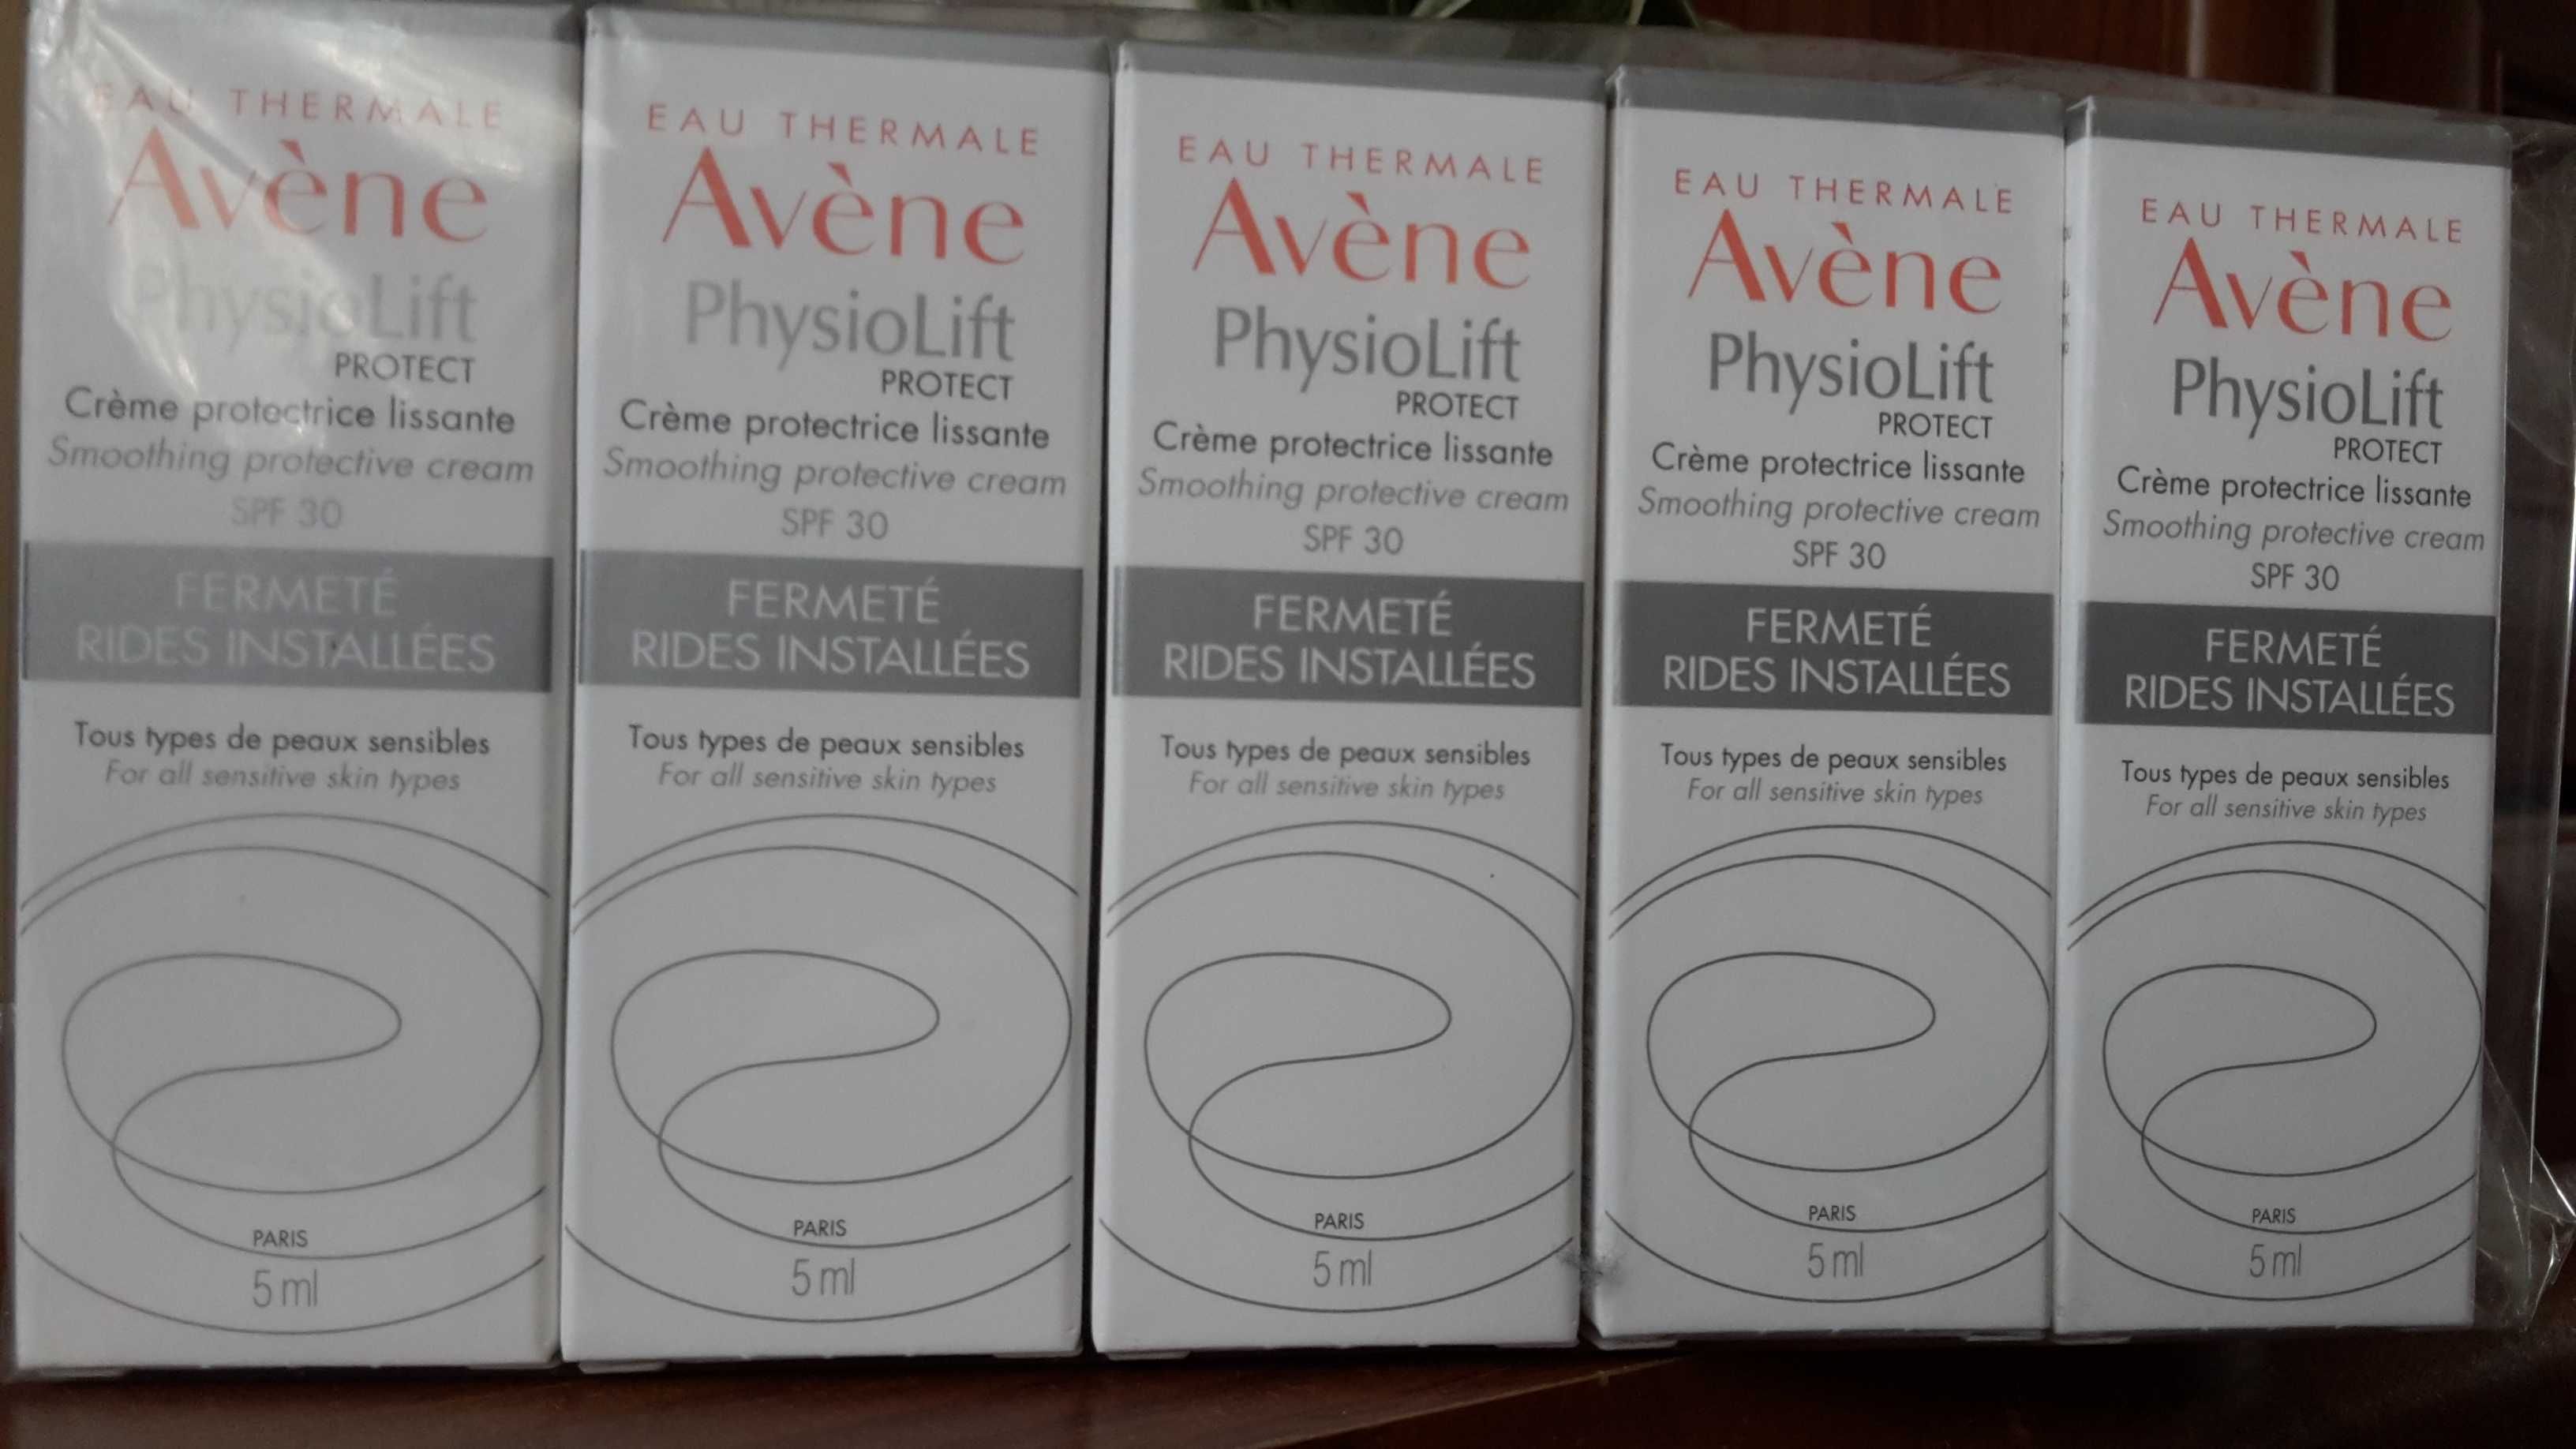 EAU THERMALE
Avène
PhysioLift
PROTECT
Crème protectrice lissante
Smoothing protective cream
SPF 30
FERMETÉ
RIDES INSTALLÉES
Tous types de peaux sensibles
For all sensitive skin types
PARIS
5 ml
EAU THERMALE
Avène
PhysioLift
PROTECT
Crème protectrice lissante
Smoothing protective cream
SPF 30
FERMETÉ
RIDES INSTALLÉES
Tous types de peaux sensibles
For all sensitive skin types
PARIS
5 ml
EAU THERMALE
Avène
PhysioLift
PROTECT
Crème protectrice lissante
Smoothing protective cream
SPF 30
FERMETÉ
RIDES INSTALLÉES
Tous types de peaux sensibles
For all sensitive skin types
PARIS
5 ml
EAU THERMALE
Avène
PhysioLift
PROTECT
Crème protectrice lissante
Smoothing protective cream
SPF 30
FERMETÉ
RIDES INSTALLÉES
Tous types de peaux sensibles
For all sensitive skin types
PARIS
5 ml
EAU THERMALE
Avène
PhysioLift
PROTECT
Crème protectrice lissante
Smoothing protective cream
SPF 30
FERMETÉ
RIDES INSTALLÉES
Tous types de peaux sensibles
For all sensitive skin types
PARIS
5 ml